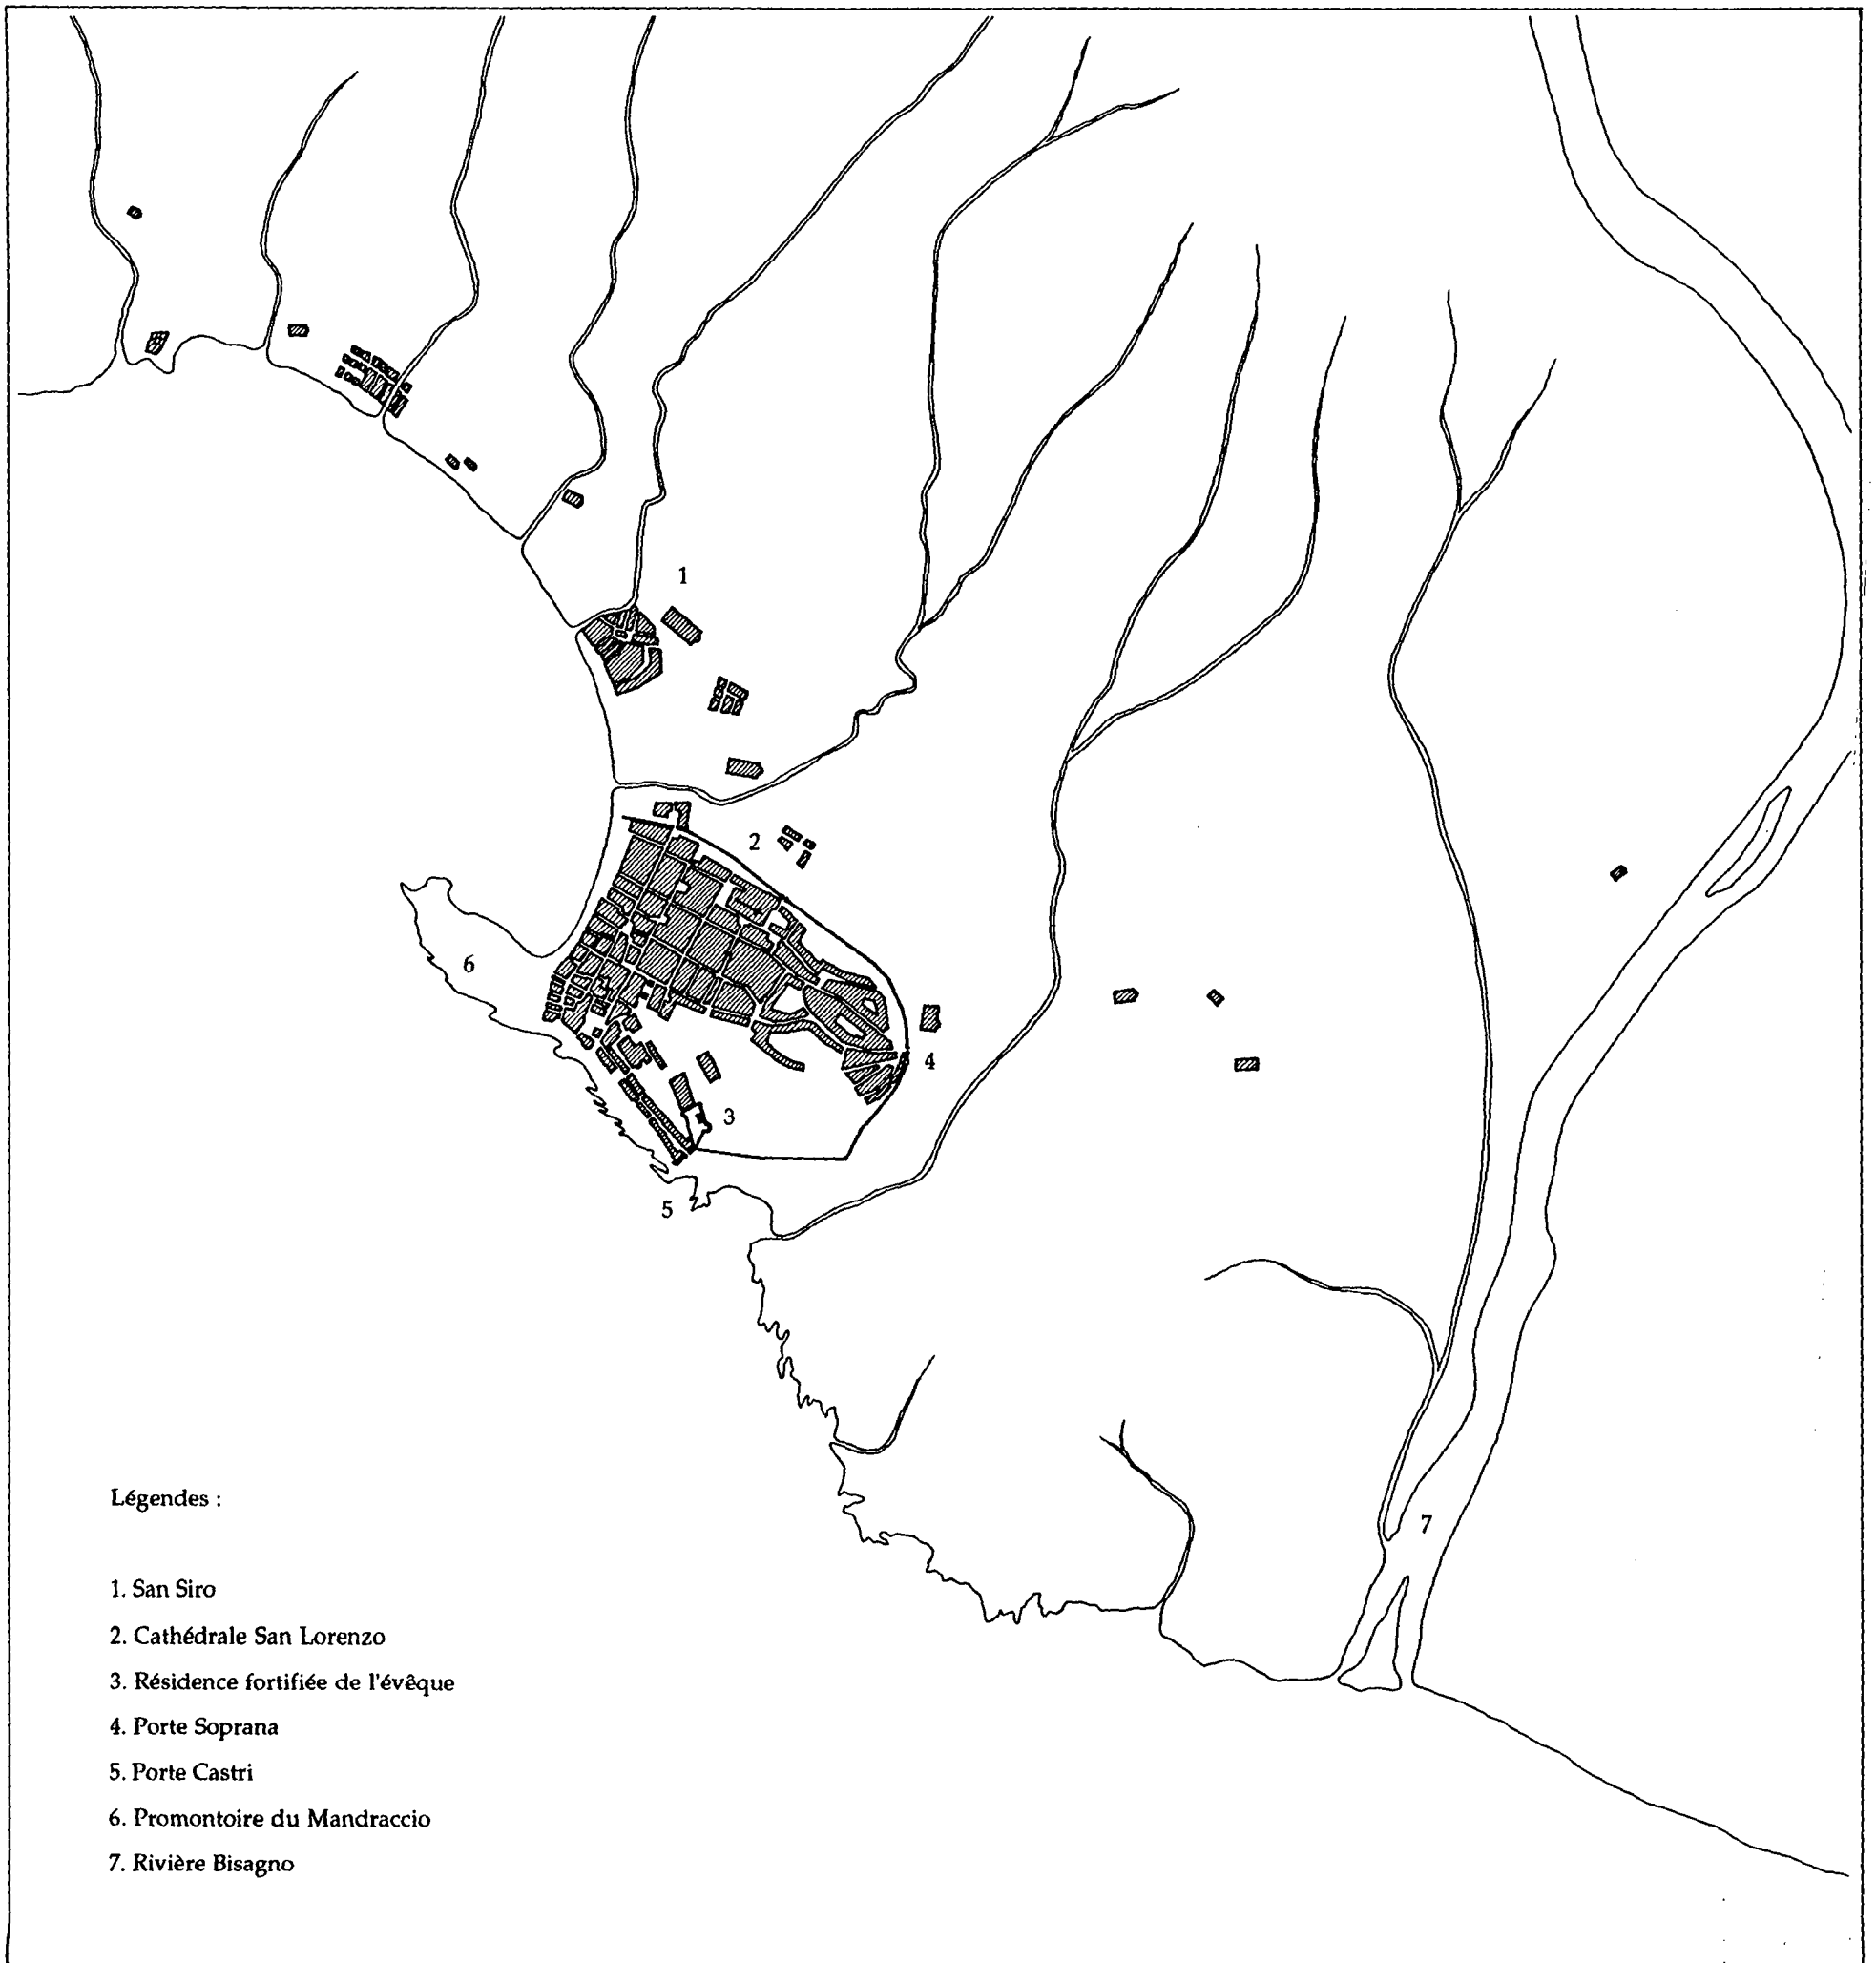 1
2
6
4
3
5
7
Légendes :
1. San Siro
2. Cathédrale San Lorenzo
3. Résidence fortifiée de l'évêque
4. Porte Soprana
5. Porte Castri
6. Promontoire du Mandraccio
7. Rivière Bisagno